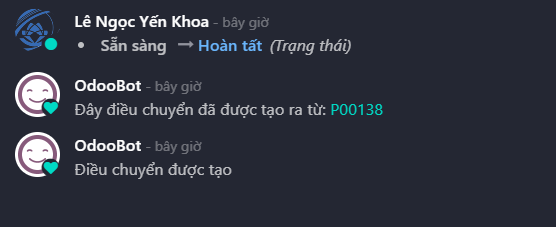 Lê Ngọc Yến Khoa - bây giờ
• Sẵn sàng → Hoàn tất (Trạng thái)
OdooBot - bây giờ
Đây điều chuyển đã được tạo ra từ: P00138
OdooBot - bây giờ
Điều chuyển được tạo